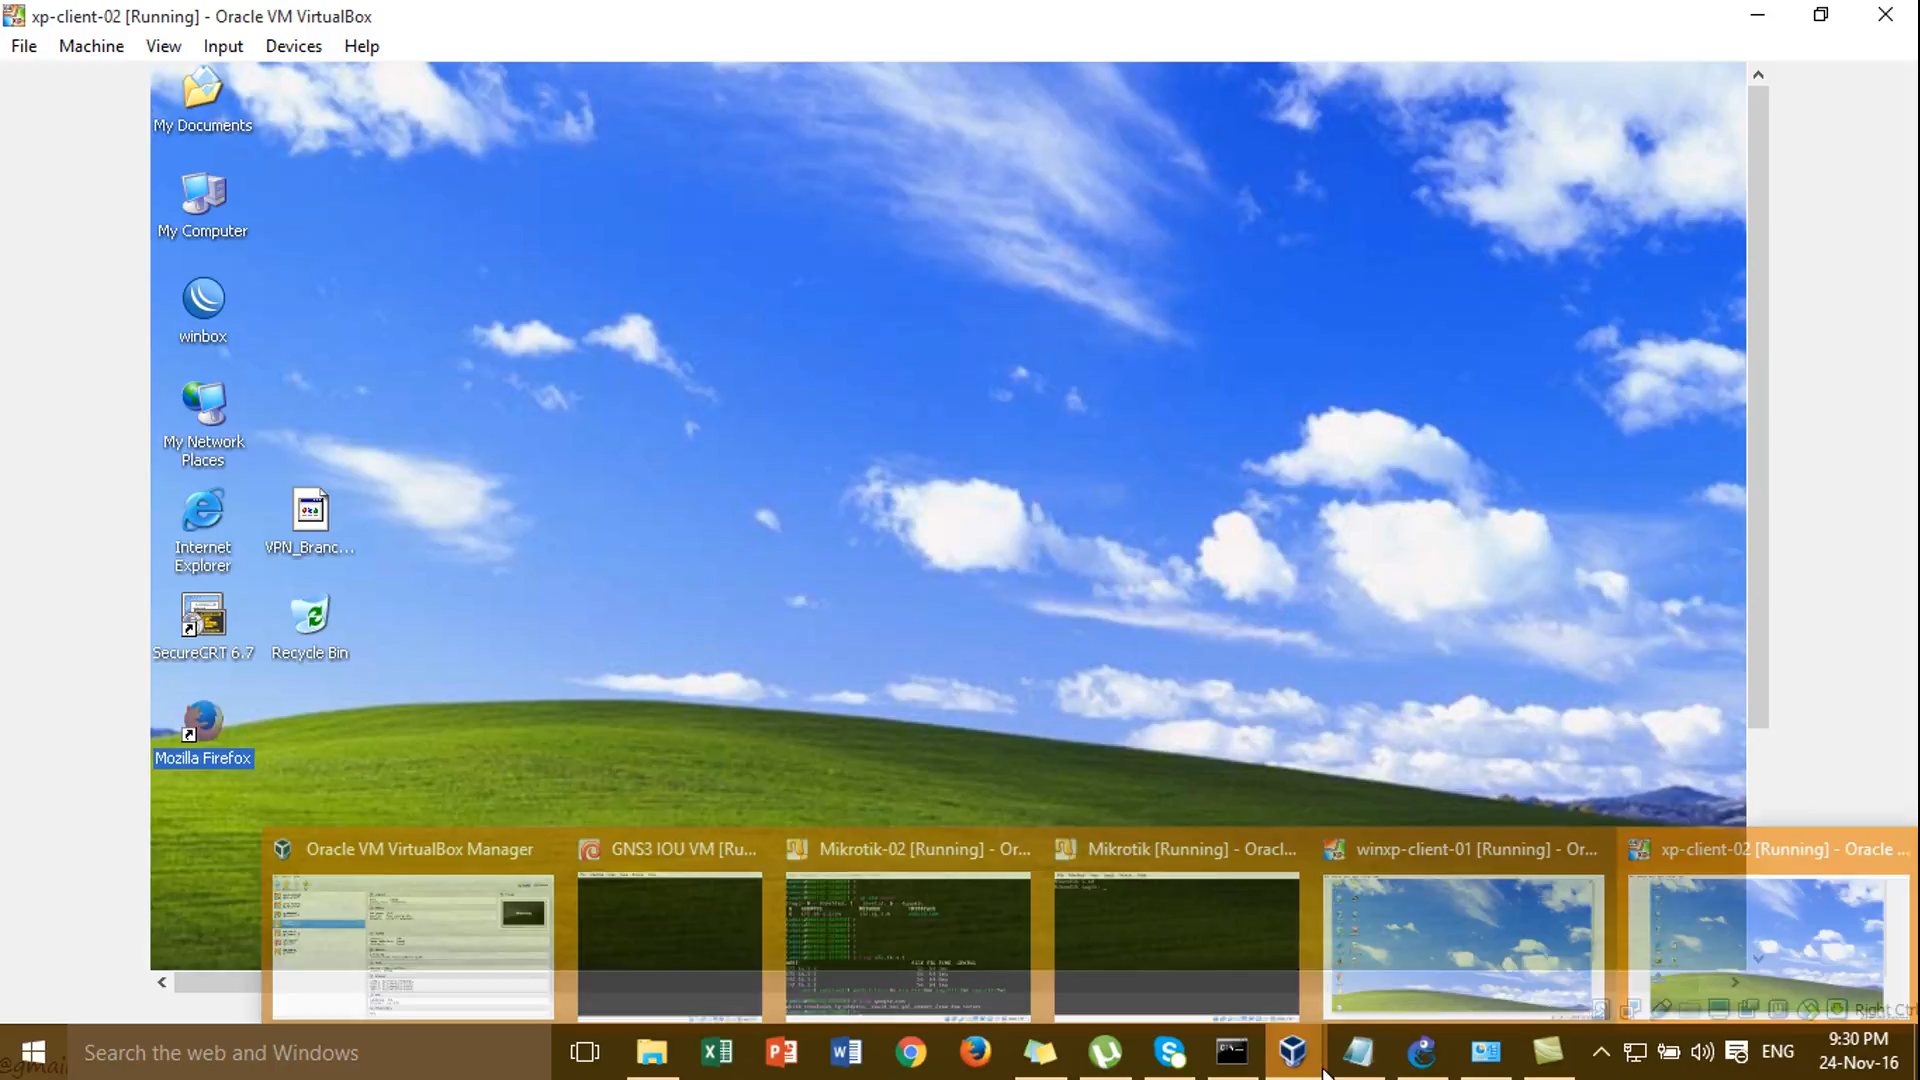 xp-client-02 [Running] - Oracle VM VirtualBox
File Machine View Input Devices Help
My Documents
My Computer
winbox
My Network
Places
Internet
Explorer
VPN_Branc...
SecureCRT 6.7
Recycle Bin
Mozilla Firefox
Oracle VM VirtualBox Manager
GNS3 IOU VM [Ru...
Mikrotik-02 [Running] - Or...
Mikrotik [Running] - Oracl...
winxp-client-01 [Running] - Or...
xp-client-02 [Running] - Oracle ...
Right Ctrl
Search the web and Windows
ENG
9:30 PM
24-Nov-16
@gmail